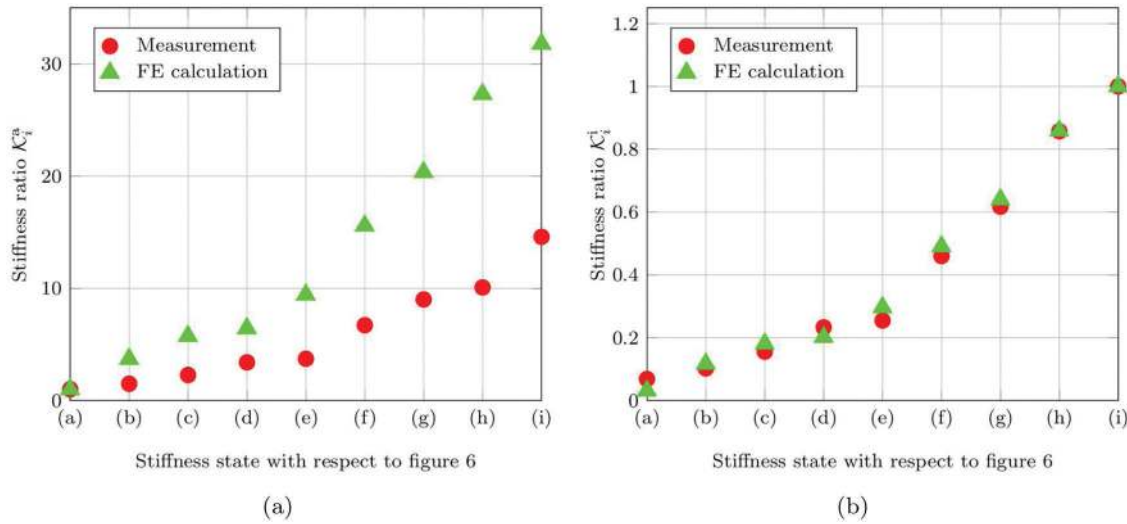 Measurement
FE calculation
30
20
10
0
Stiffness ratio 𝒦ᵢᵃ
(a) (b) (c) (d) (e) (f) (g) (h) (i)
Stiffness state with respect to figure 6
(a)
Measurement
FE calculation
1.2
1
0.8
0.6
0.4
0.2
0
Stiffness ratio 𝒦ᵢⁱ
(a) (b) (c) (d) (e) (f) (g) (h) (i)
Stiffness state with respect to figure 6
(b)